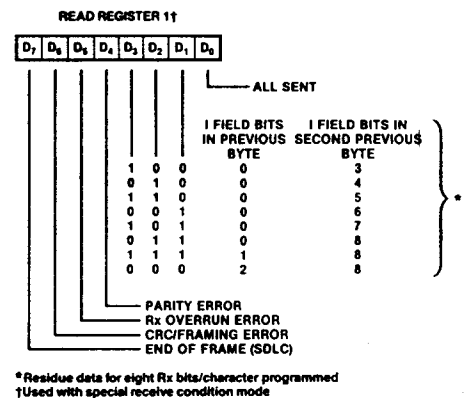 READ REGISTER 1†
D7 D6 D5 D4 D3 D2 D1 D0
ALL SENT
I FIELD BITS IN PREVIOUS BYTE I FIELD BITS IN SECOND PREVIOUS BYTE
1 0 0 0 3
0 1 0 0 4
1 1 0 0 5
0 0 1 0 6
1 0 1 0 7
0 1 1 0 8
1 1 1 1 8
0 0 0 2 8
*
PARITY ERROR
Rx OVERRUN ERROR
CRC/FRAMING ERROR
END OF FRAME (SDLC)
*Residue data for eight Rx bits/character programmed
†Used with special receive condition mode